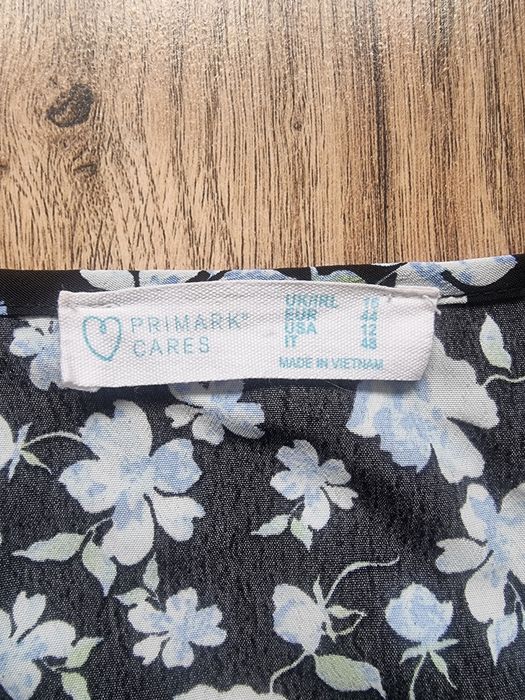 PRIMARK®
CARES
UK/IRL 16
EUR 44
USA 12
IT 48
MADE IN VIETNAM